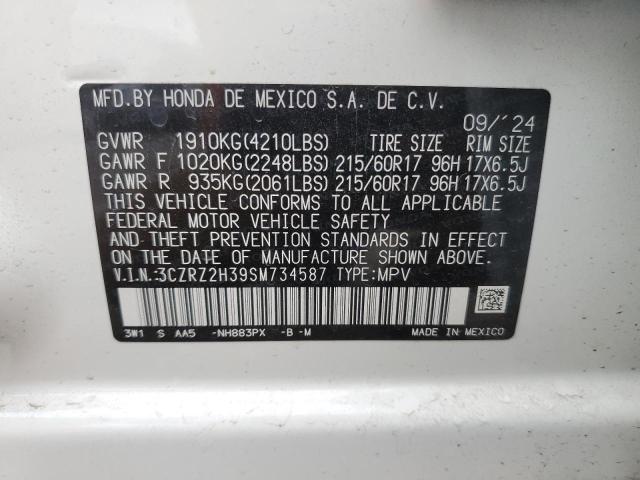 MFD.BY HONDA DE MEXICO S.A. DE C.V.
09/'24
GVWR 1910KG(4210LBS) TIRE SIZE RIM SIZE
GAWR F 1020KG(2248LBS) 215/60R17 96H 17X6.5J
GAWR R 935KG(2061LBS) 215/60R17 96H 17X6.5J
THIS VEHICLE CONFORMS TO ALL APPLICABLE
FEDERAL MOTOR VEHICLE SAFETY
AND THEFT PREVENTION STANDARDS IN EFFECT
ON THE DATE OF MANUFACTURE SHOWN ABOVE.
V.I.N.:3CZRZ2H39SM734587 TYPE:MPV
3W1 S AA5 -NH883PX -B -M MADE IN MEXICO